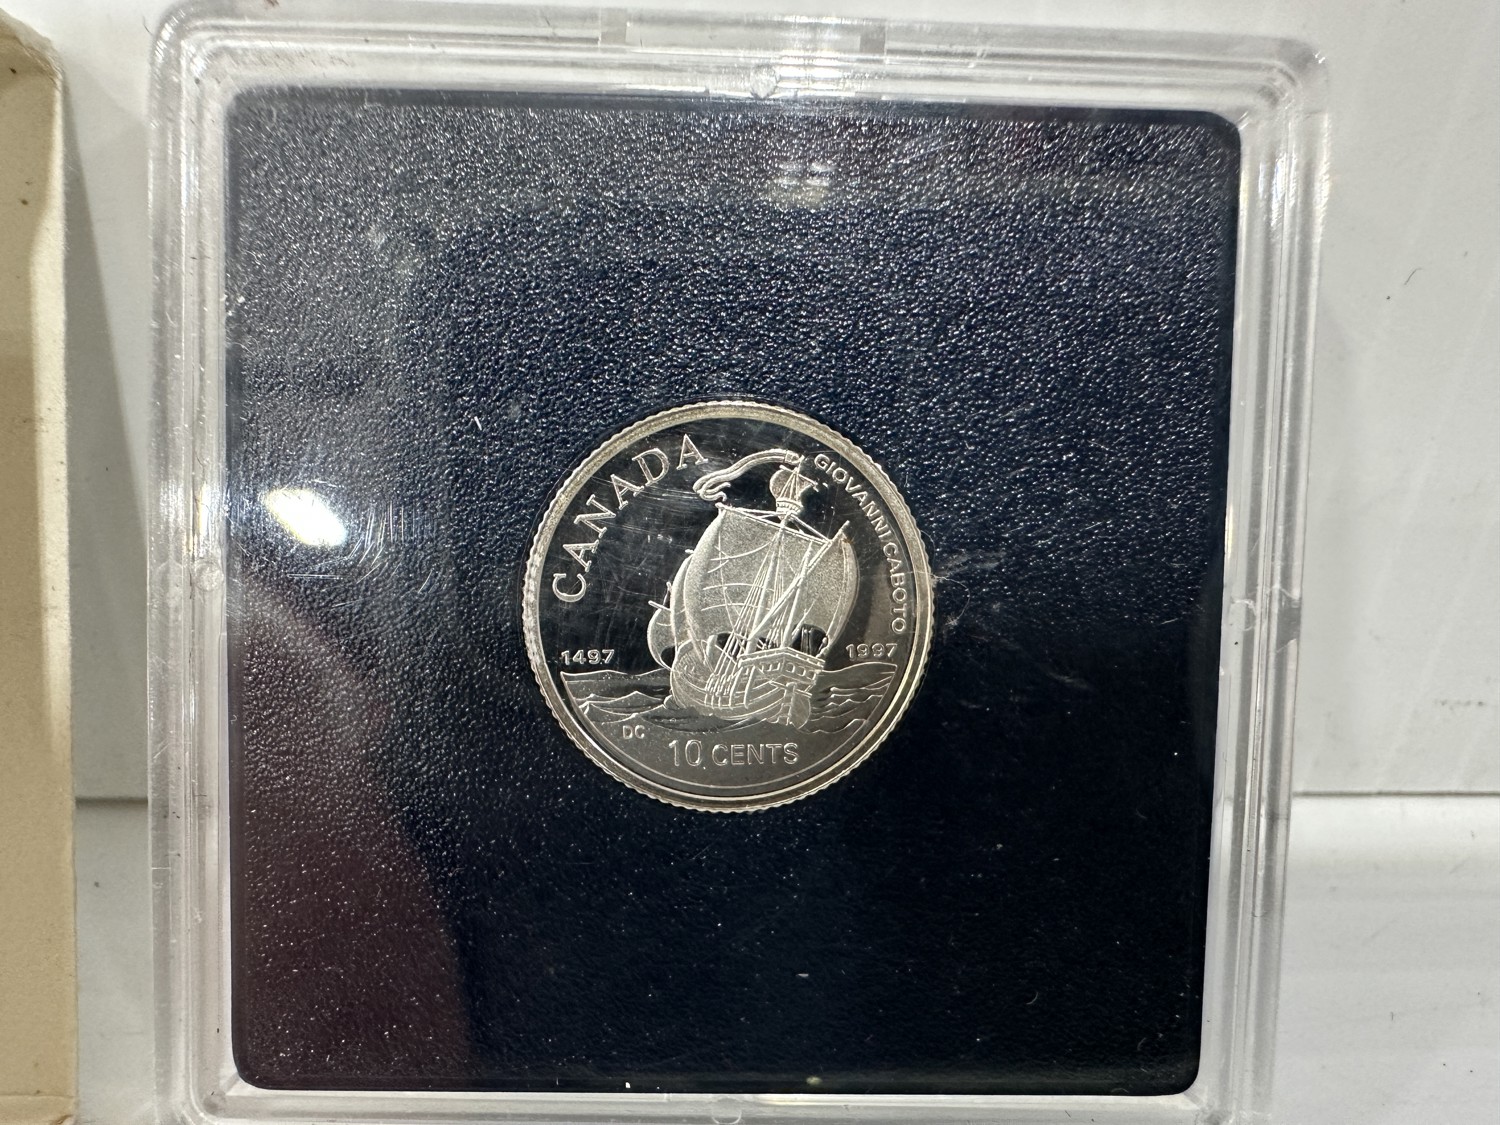 CANADA
GIOVANNI CABOTO
1497
1997
DC
10 CENTS